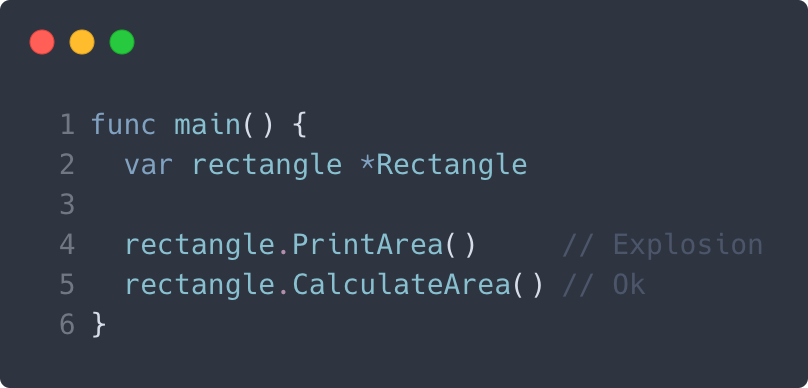 1 func main() {
2   var rectangle *Rectangle
3
4   rectangle.PrintArea()     // Explosion
5   rectangle.CalculateArea() // Ok
6 }